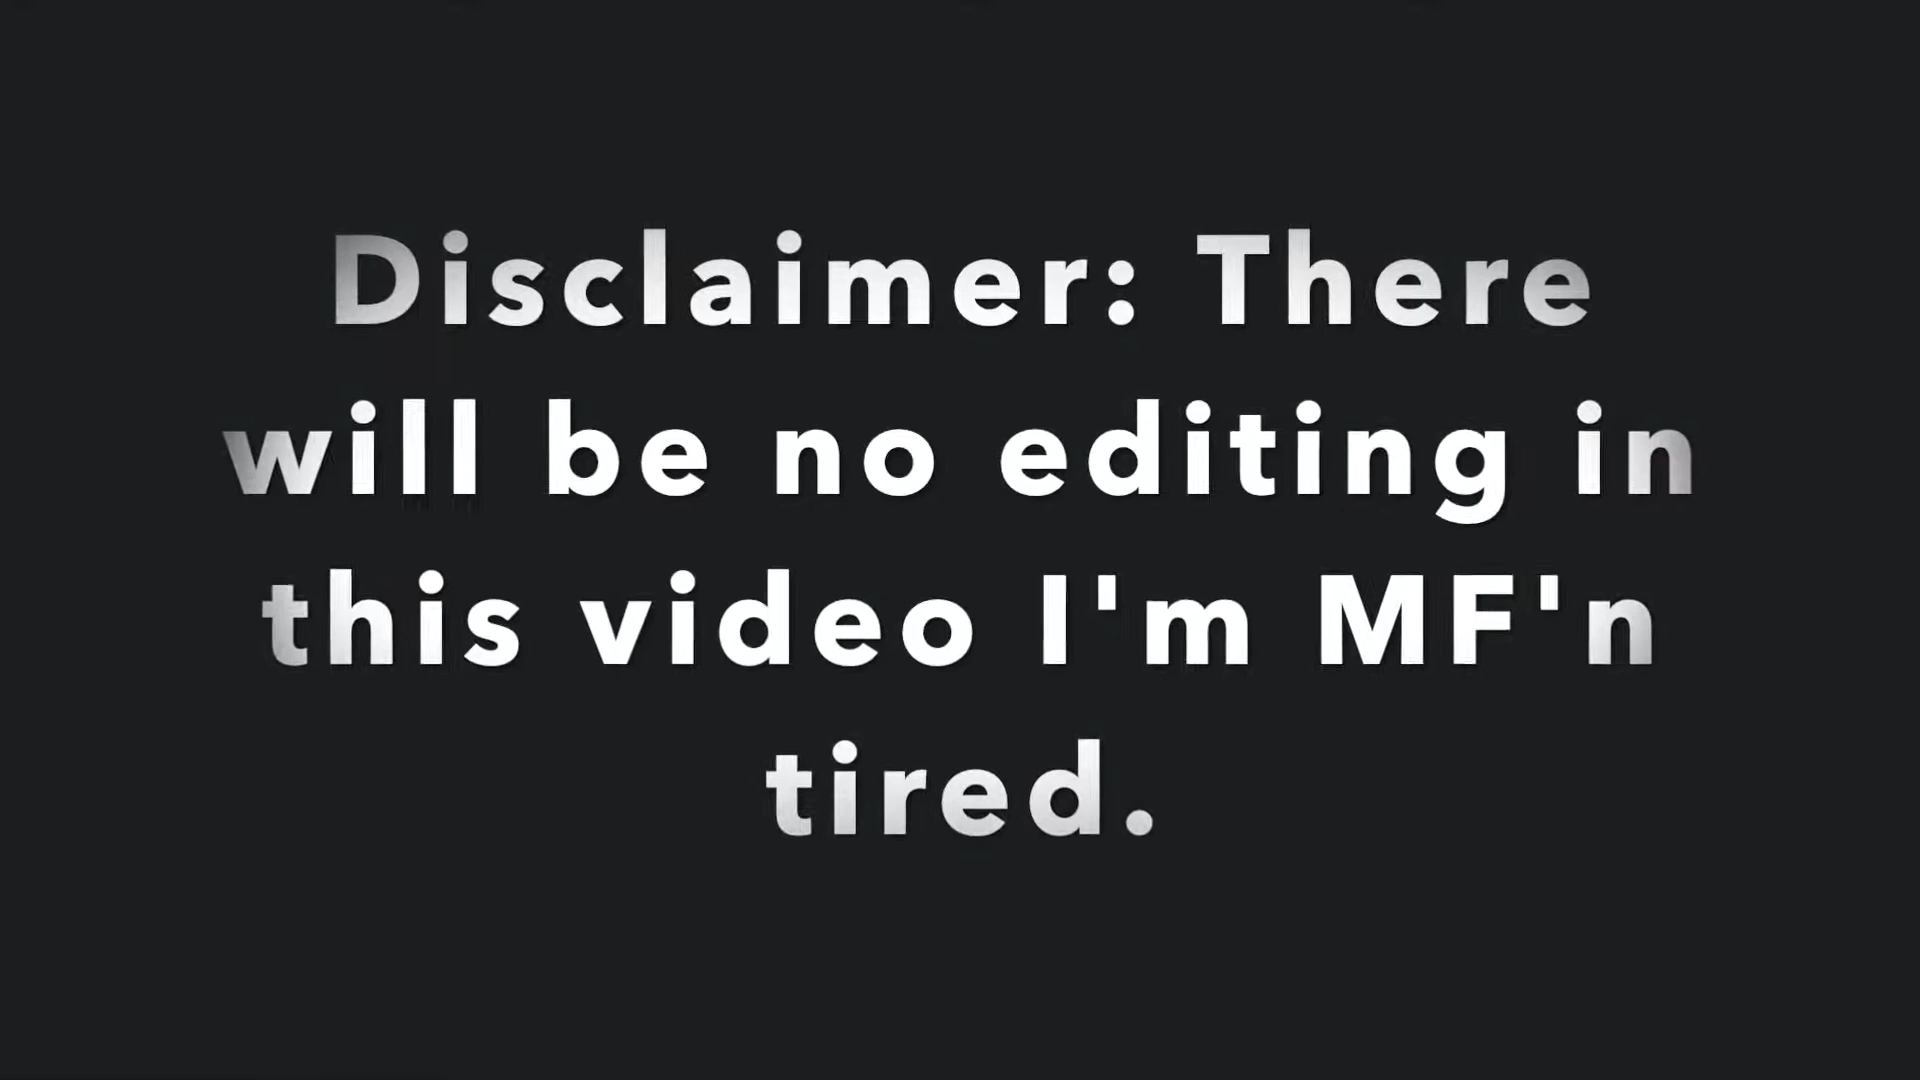 Disclaimer: There
will be no editing in
this video I'm MF'n
tired.